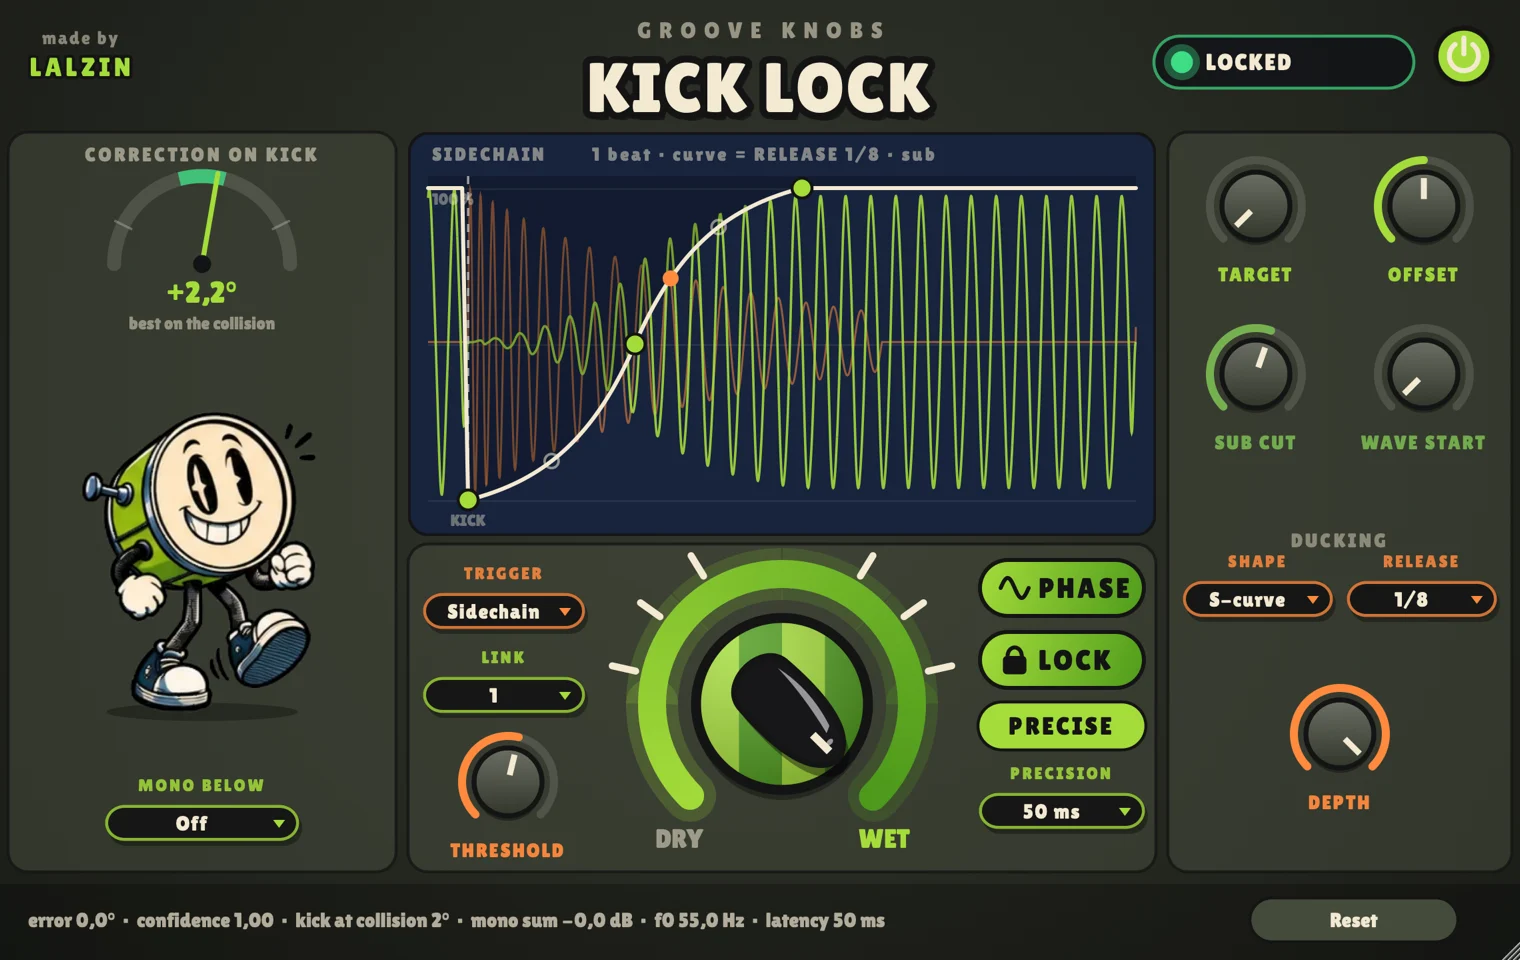 made by
LALZIN
GROOVE KNOBS
KICK LOCK
LOCKED
CORRECTION ON KICK
+2,2°
best on the collision
MONO BELOW
Off
SIDECHAIN 1 beat · curve = RELEASE 1/8 · sub
100 %
KICK
TRIGGER
Sidechain
LINK
1
THRESHOLD
DRY
WET
PHASE
LOCK
PRECISE
PRECISION
50 ms
TARGET
OFFSET
SUB CUT
WAVE START
DUCKING
SHAPE
RELEASE
S-curve
1/8
DEPTH
error 0,0° · confidence 1,00 · kick at collision 2° · mono sum −0,0 dB · f0 55,0 Hz · latency 50 ms
Reset